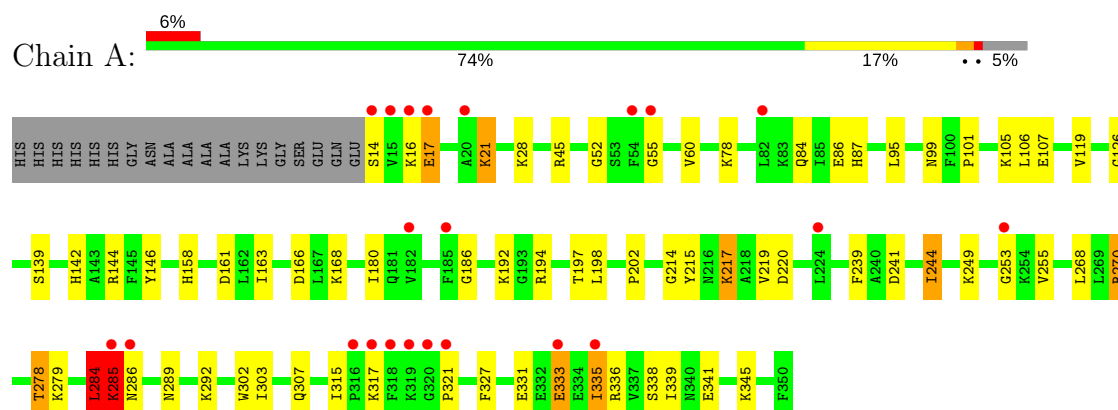 6%
Chain A:
74% 17% • • 5%
HIS HIS HIS HIS HIS HIS GLY ASN ALA ALA ALA ALA LYS LYS GLY SER GLU GLN GLU S14 V15 K16 E17 A20 K21 K28 R45 G52 S53 F54 G55 V60 K78 L82 K83 Q84 I85 E86 H87 L95 N99 F100 P101 K105 L106 E107 V119
S139 H142 A143 R144 F145 Y146 H158 D161 L162 I163 D166 L167 K168 I180 Q181 V182 F185 G186 K192 G193 R194 T197 L198 P202 G214 Y215 N216 K217 A218 V219 D220 L224 F239 A240 D241 I244 K249 G253 K254 V255 L268 L269
T278 K279 L284 K285 N286 N289 K292 W302 I303 Q307 I315 P316 K317 F318 K319 G320 P321 F327 E331 E332 E333 E334 I335 R336 V337 S338 I339 N340 E341 K345 F350